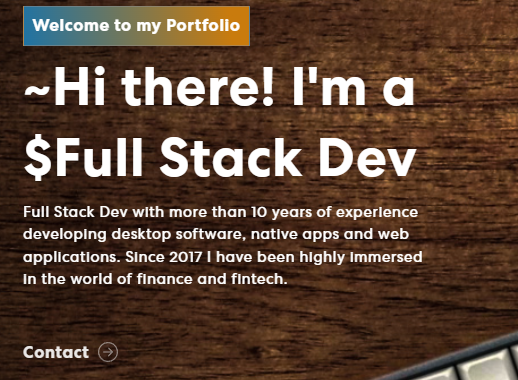 Welcome to my Portfolio
~Hi there! I'm a
$Full Stack Dev
Full Stack Dev with more than 10 years of experience
developing desktop software, native apps and web
applications. Since 2017 I have been highly immersed
in the world of finance and fintech.
Contact